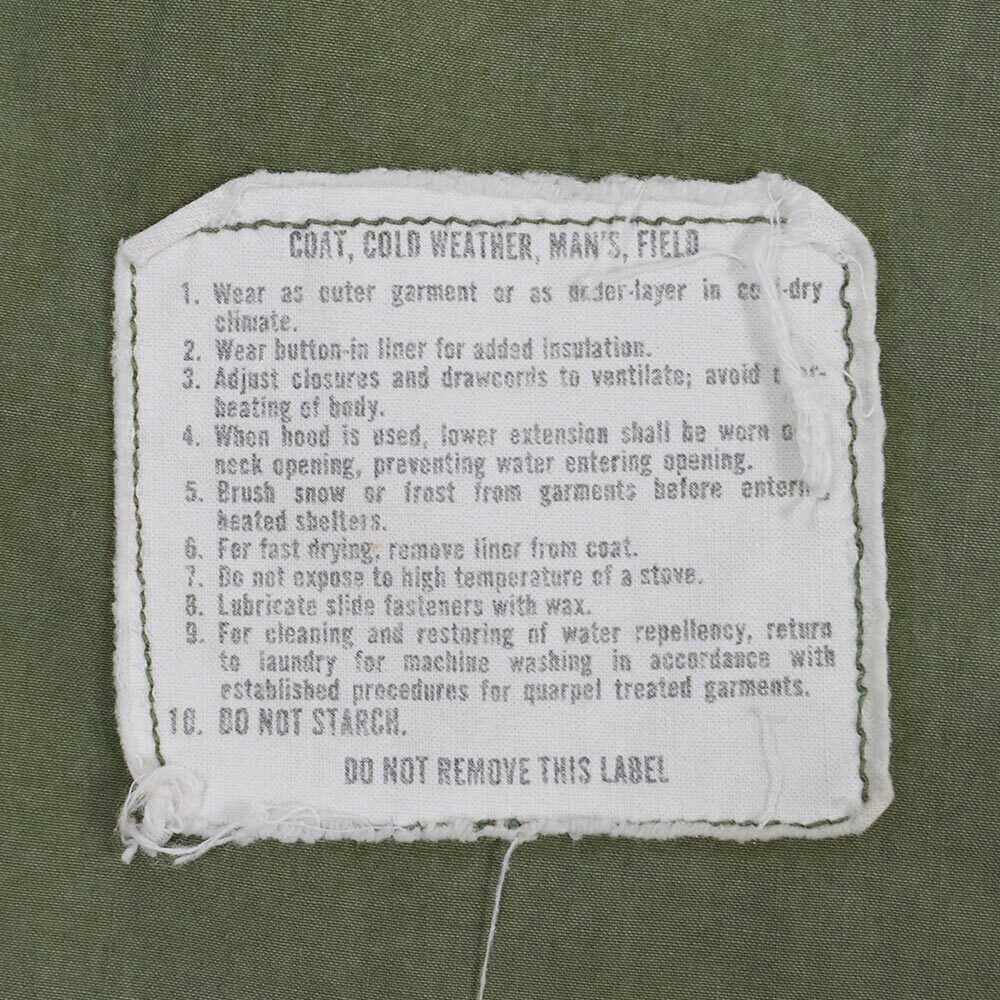 COAT, COLD WEATHER, MAN'S, FIELD
1. Wear as outer garment or as under-layer in cold-dry
climate.
2. Wear button-in liner for added insulation.
3. Adjust closures and drawcords to ventilate; avoid over-
heating of body.
4. When hood is used, lower extension shall be worn
neck opening, preventing water entering opening.
5. Brush snow or frost from garments before entering
heated shelters.
6. For fast drying, remove liner from coat.
7. Do not expose to high temperature of a stove.
8. Lubricate slide fasteners with wax.
9. For cleaning and restoring of water repellency, return
to laundry for machine washing in accordance with
established procedures for quarpel treated garments.
10. DO NOT STARCH.
DO NOT REMOVE THIS LABEL